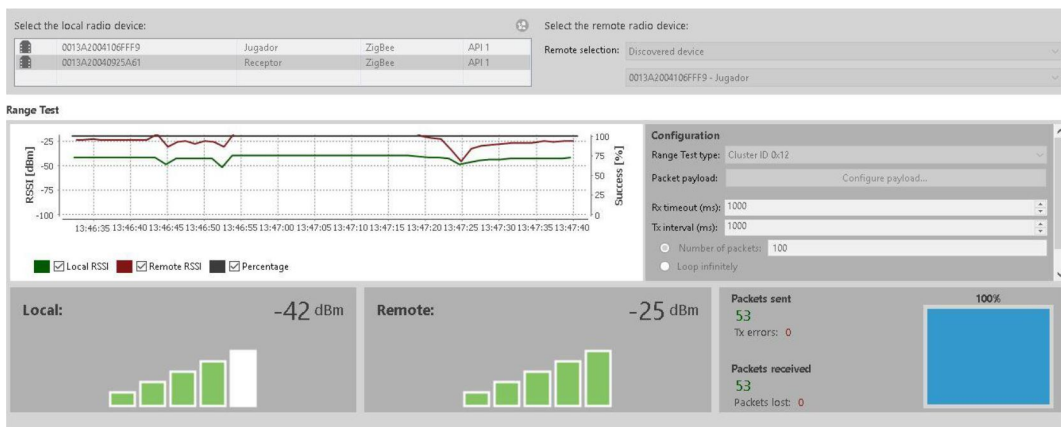 Select the local radio device:
0013A2004106FFF9 Jugador ZigBee API 1
0013A20040925A61 Receptor ZigBee API 1
Select the remote radio device:
Remote selection: Discovered device
0013A2004106FFF9 - Jugador
Range Test
RSSI [dBm]
-25
-50
-75
-100
100
75
50
25
0
Success [%]
13:46:35 13:46:40 13:46:45 13:46:50 13:46:55 13:47:00 13:47:05 13:47:10 13:47:15 13:47:20 13:47:25 13:47:30 13:47:35 13:47:40
Local RSSI Remote RSSI Percentage
Configuration
Range Test type: Cluster ID 0x12
Packet payload: Configure payload...
Rx timeout (ms): 1000
Tx interval (ms): 1000
Number of packets: 100
Loop infinitely
Local: -42 dBm
Remote: -25 dBm
Packets sent
53
Tx errors: 0
Packets received
53
Packets lost: 0
100%